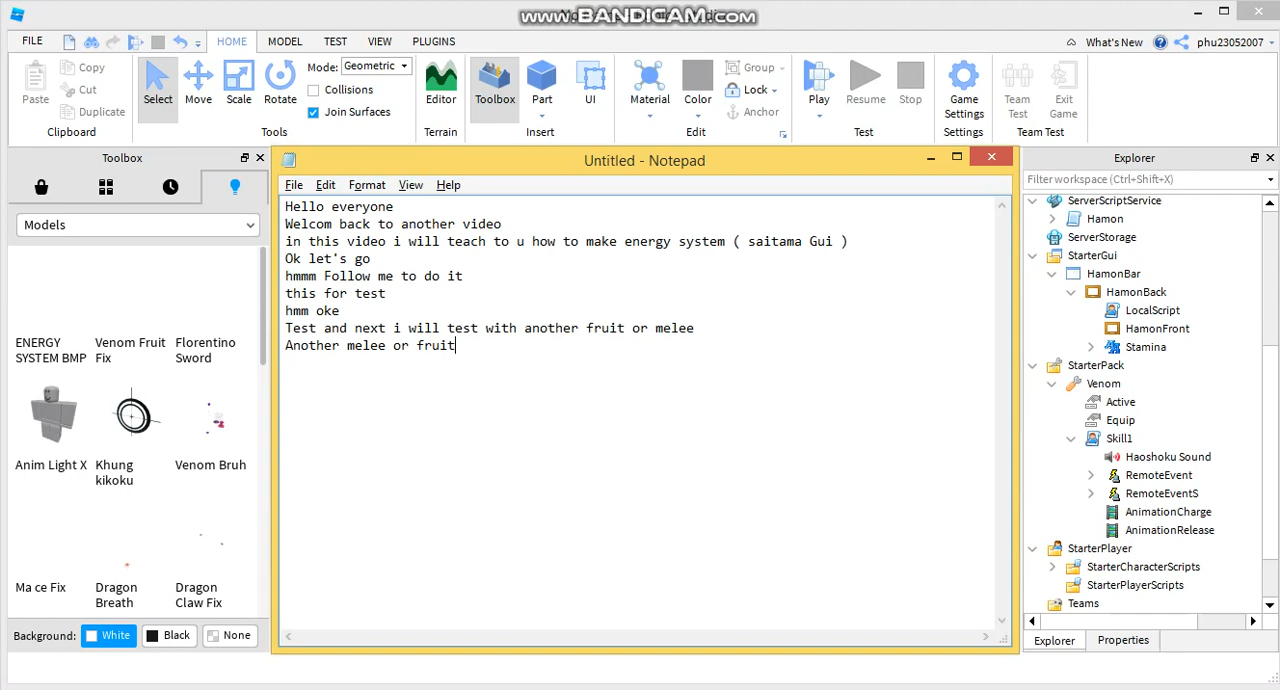 www.BANDICAM.com
FILE HOME MODEL TEST VIEW PLUGINS What's New phu23052007
Paste Copy Cut Duplicate Clipboard
Select Move Scale Rotate Mode: Geometric Collisions Join Surfaces Tools
Editor Terrain
Toolbox Part UI Insert
Material Color Group Lock Anchor Edit
Play Resume Stop Test
Game Settings Settings
Team Test Exit Game Team Test
Toolbox
Models
ENERGY SYSTEM BMP
Venom Fruit Fix
Florentino Sword
Anim Light X
Khung kikoku
Venom Bruh
Ma ce Fix
Dragon Breath
Dragon Claw Fix
Background: White Black None
Untitled - Notepad
File Edit Format View Help
Hello everyone
Welcom back to another video
in this video i will teach to u how to make energy system ( saitama Gui )
Ok let's go
hmmm Follow me to do it
this for test
hmm oke
Test and next i will test with another fruit or melee
Another melee or fruit
Explorer
Filter workspace (Ctrl+Shift+X)
ServerScriptService
Hamon
ServerStorage
StarterGui
HamonBar
HamonBack
LocalScript
HamonFront
Stamina
StarterPack
Venom
Active
Equip
Skill1
Haoshoku Sound
RemoteEvent
RemoteEventS
AnimationCharge
AnimationRelease
StarterPlayer
StarterCharacterScripts
StarterPlayerScripts
Teams
Explorer Properties